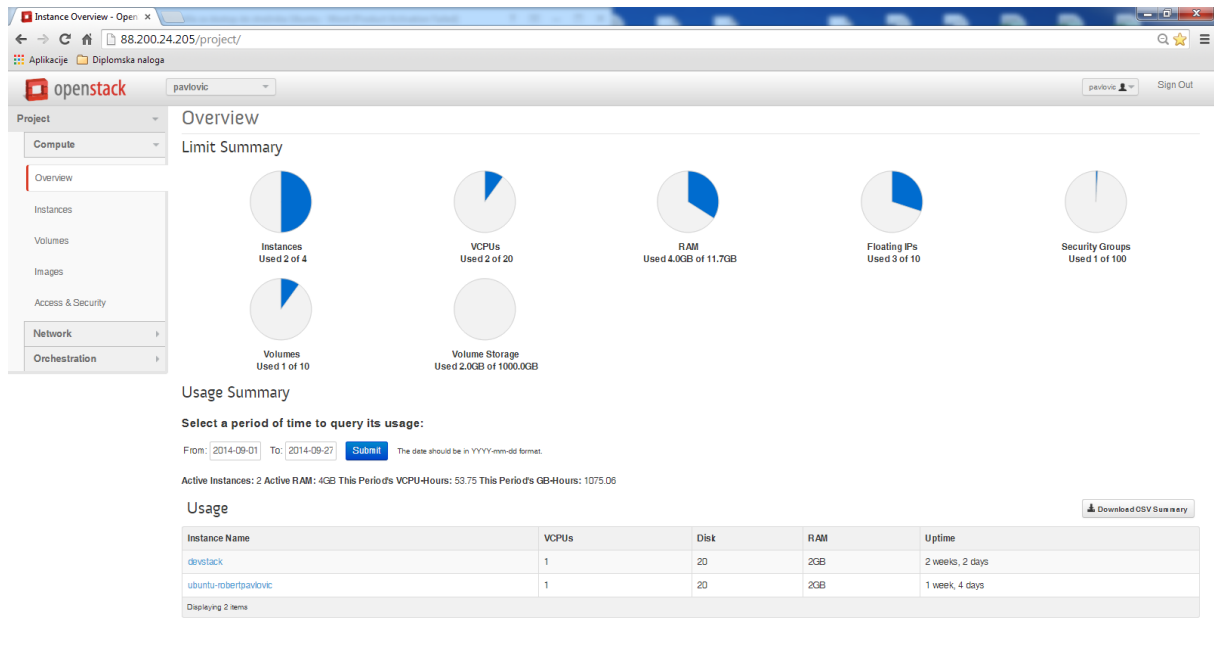 Instance Overview - Open
88.200.24.205/project/
Aplikacije Diplomska naloga
openstack pavlovic pavlovic Sign Out
Project
Compute
Overview
Instances
Volumes
Images
Access & Security
Network
Orchestration
Overview
Limit Summary
Instances
Used 2 of 4
VCPUs
Used 2 of 20
RAM
Used 4.0GB of 11.7GB
Floating IPs
Used 3 of 10
Security Groups
Used 1 of 100
Volumes
Used 1 of 10
Volume Storage
Used 2.0GB of 1000.0GB
Usage Summary
Select a period of time to query its usage:
From: 2014-09-01 To: 2014-09-27 Submit The date should be in YYYY-mm-dd format.
Active Instances: 2 Active RAM: 4GB This Period's VCPU-Hours: 53.75 This Period's GB-Hours: 1075.06
Usage Download CSV Summary
Instance Name VCPUs Disk RAM Uptime
devstack 1 20 2GB 2 weeks, 2 days
ubuntu-robertpavlovic 1 20 2GB 1 week, 4 days
Displaying 2 items